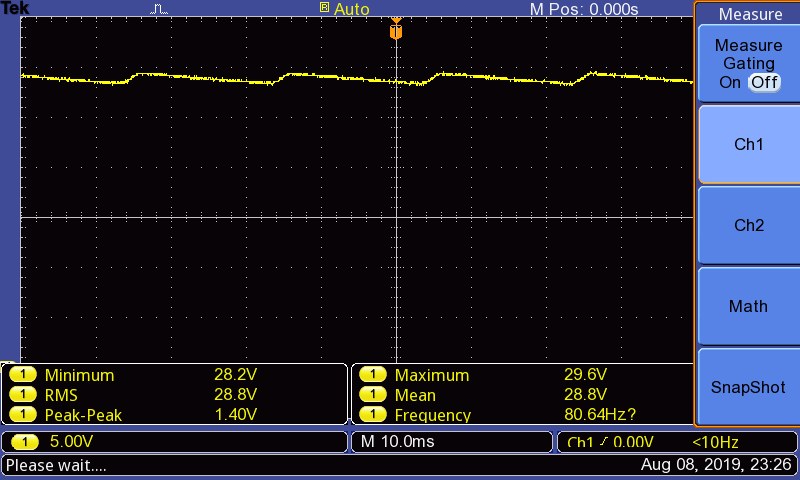 Tek
R Auto
M Pos: 0.000s
Measure
T
Measure
Gating
On Off
Ch1
Ch2
Math
SnapShot
1 Minimum 28.2V
1 Maximum 29.6V
1 RMS 28.8V
1 Mean 28.8V
1 Peak-Peak 1.40V
1 Frequency 80.64Hz?
1 5.00V
M 10.0ms
Ch1 0.00V <10Hz
Please wait....
Aug 08, 2019, 23:26